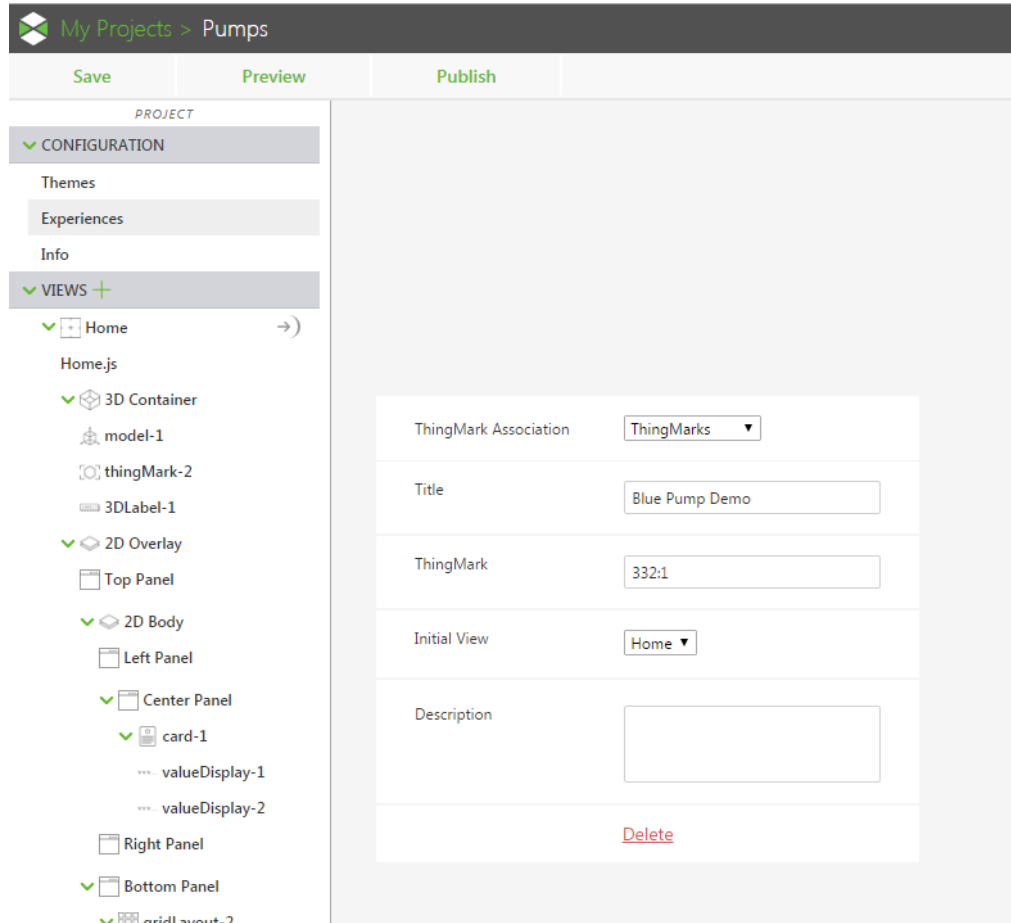 My Projects > Pumps
Save Preview Publish
PROJECT
CONFIGURATION
Themes
Experiences
Info
VIEWS
Home
Home.js
3D Container
model-1
thingMark-2
3DLabel-1
2D Overlay
Top Panel
2D Body
Left Panel
Center Panel
card-1
valueDisplay-1
valueDisplay-2
Right Panel
Bottom Panel
gridLayout-2
ThingMark Association ThingMarks
Title Blue Pump Demo
ThingMark 332:1
Initial View Home
Description
Delete